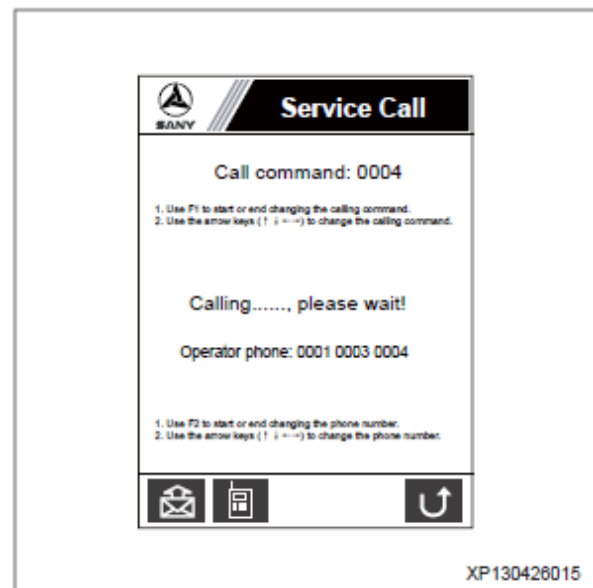 SANY
Service Call
Call command: 0004
1. Use F1 to start or end changing the calling command.
2. Use the arrow keys (↑ ↓ ←→) to change the calling command.
Calling......, please wait!
Operator phone: 0001 0003 0004
1. Use F2 to start or end changing the phone number.
2. Use the arrow keys (↑ ↓ ←→) to change the phone number.
XP130426015